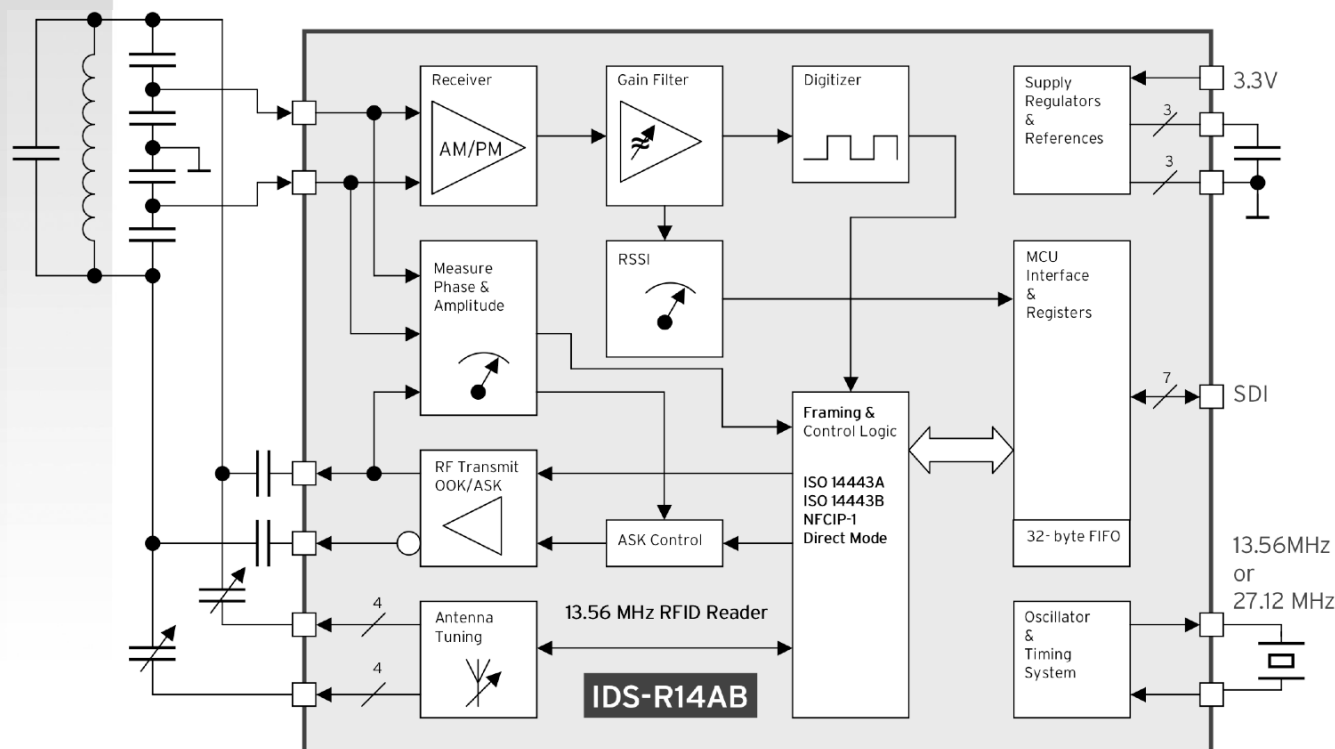 Receiver
AM/PM
Gain Filter
Digitizer
Supply
Regulators
&
References
3.3V
3
3
Measure
Phase &
Amplitude
RSSI
MCU
Interface
&
Registers
7
SDI
Framing &
Control Logic
ISO 14443A
ISO 14443B
NFCIP-1
Direct Mode
RF Transmit
OOK/ASK
ASK Control
32- byte FIFO
13.56MHz
or
27.12 MHz
4
4
Antenna
Tuning
13.56 MHz RFID Reader
IDS-R14AB
Oscillator
&
Timing
System